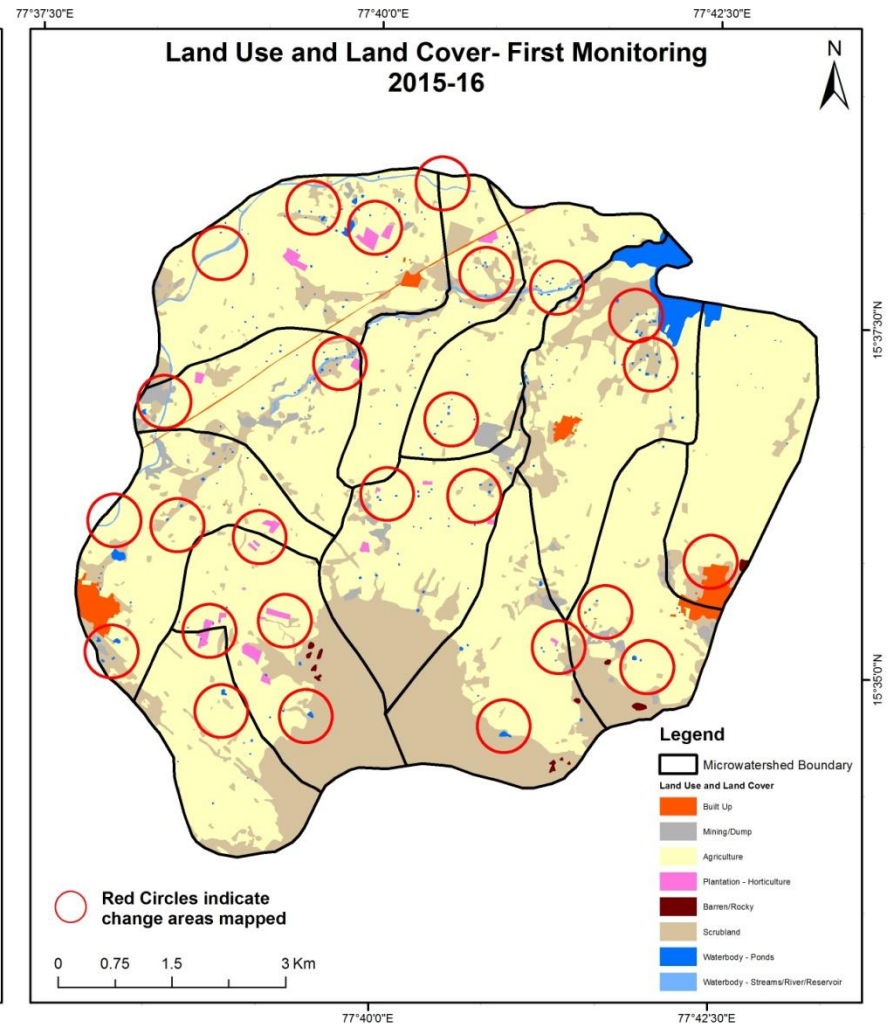 77°37'30"E 77°40'0"E 77°42'30"E
Land Use and Land Cover- First Monitoring
2015-16
N
15°37'30"N
15°35'0"N
Legend
Microwatershed Boundary
Land Use and Land Cover
Built Up
Mining/Dump
Agriculture
Plantation - Horticulture
Barren/Rocky
Scrubland
Waterbody - Ponds
Waterbody - Streams/River/Reservoir
Red Circles indicate
change areas mapped
0 0.75 1.5 3 Km
77°40'0"E 77°42'30"E